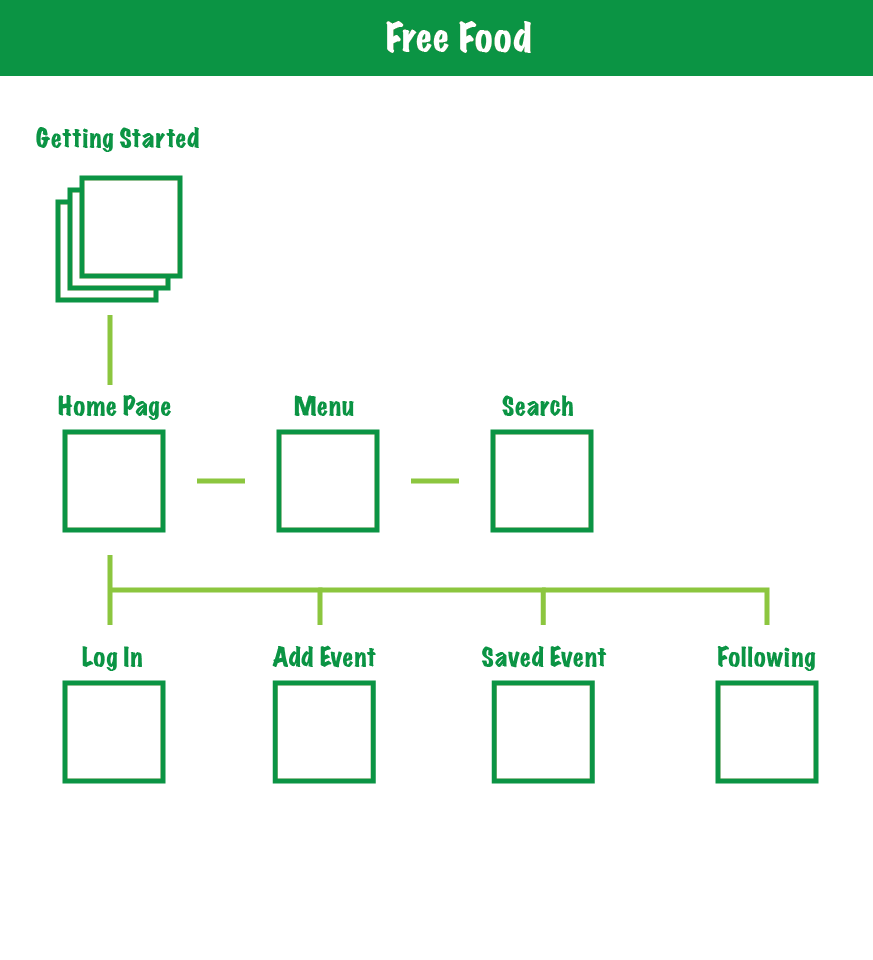 Free Food
Getting Started
Home Page
Menu
Search
Log In
Add Event
Saved Event
Following